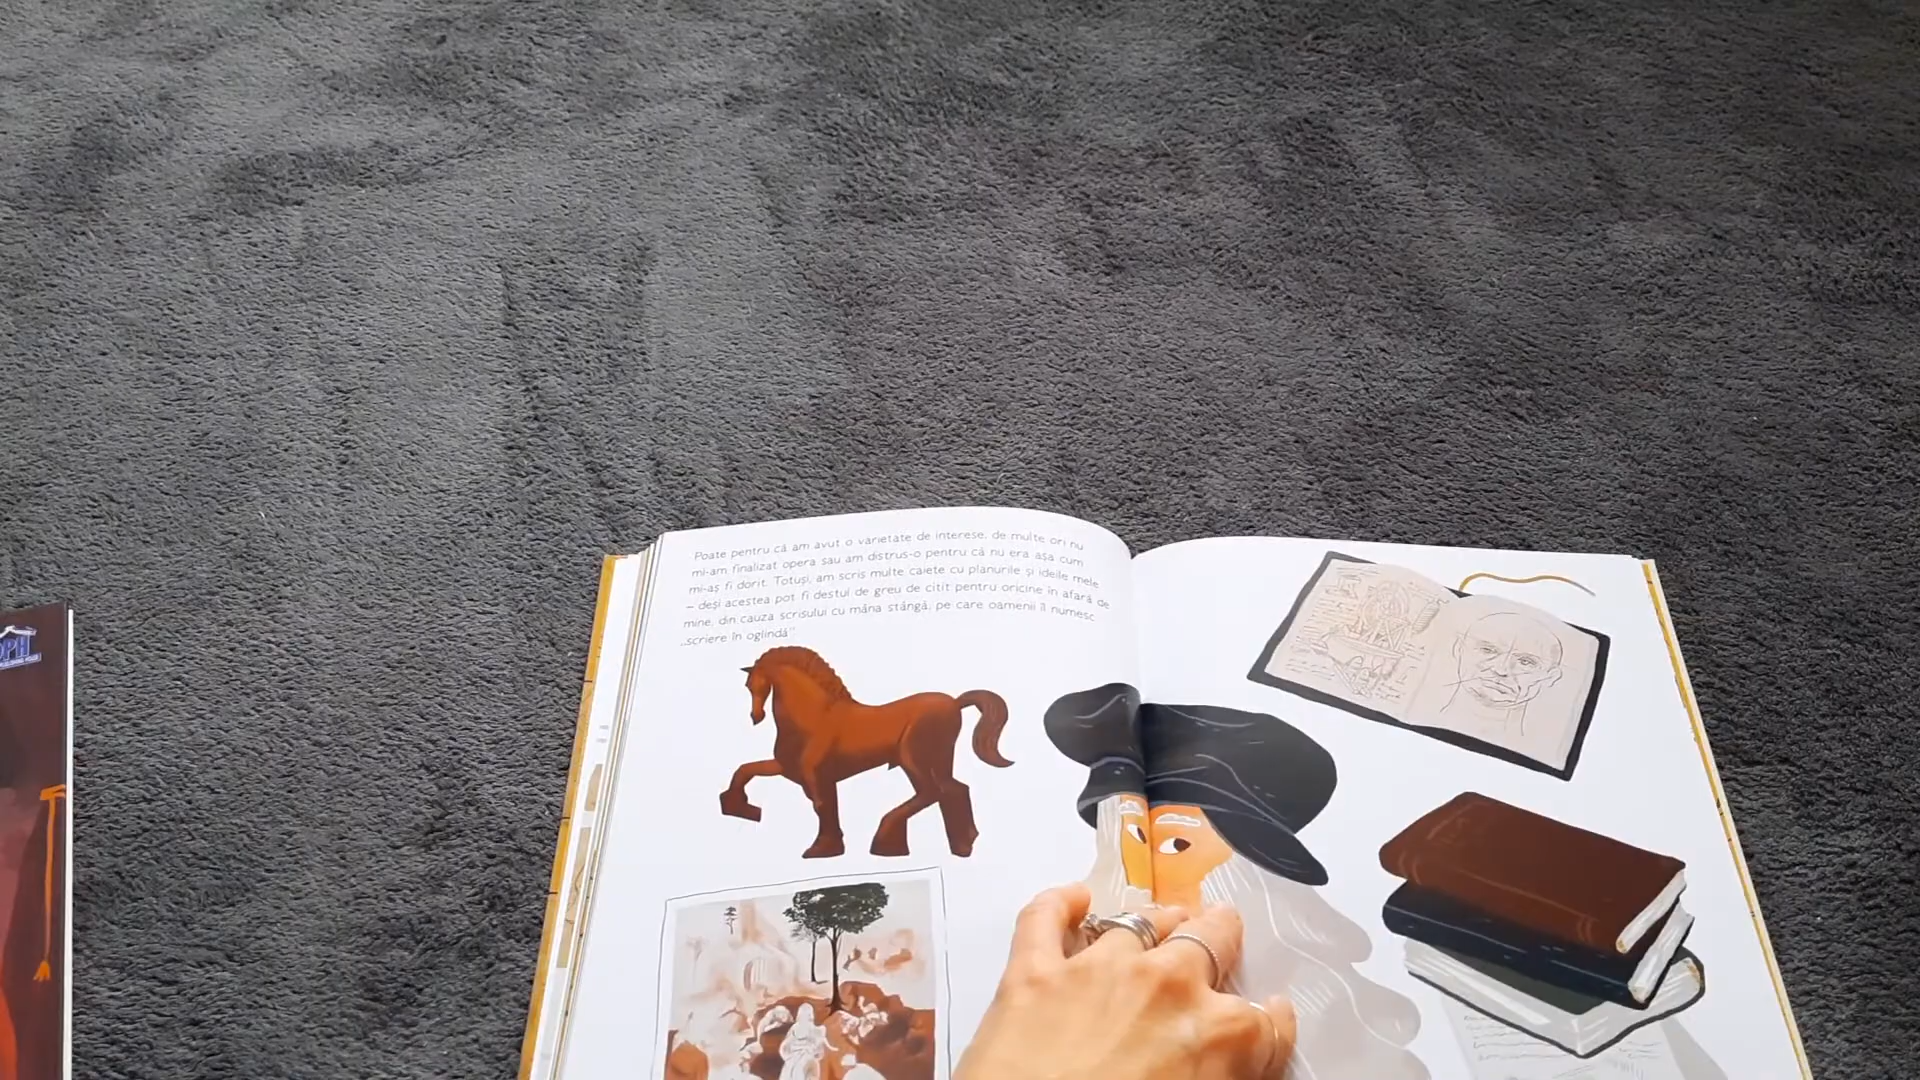 Poate pentru că am avut o varietate de interese, de multe ori nu
mi-am finalizat opera sau am distrus-o pentru că nu era așa cum
mi-aș fi dorit. Totuși, am scris multe caiete cu planurile și ideile mele
– deși acestea pot fi destul de greu de citit pentru oricine în afară de
mine, din cauza scrisului cu mâna stângă, pe care oamenii îl numesc
„scriere în oglindă”
DPH